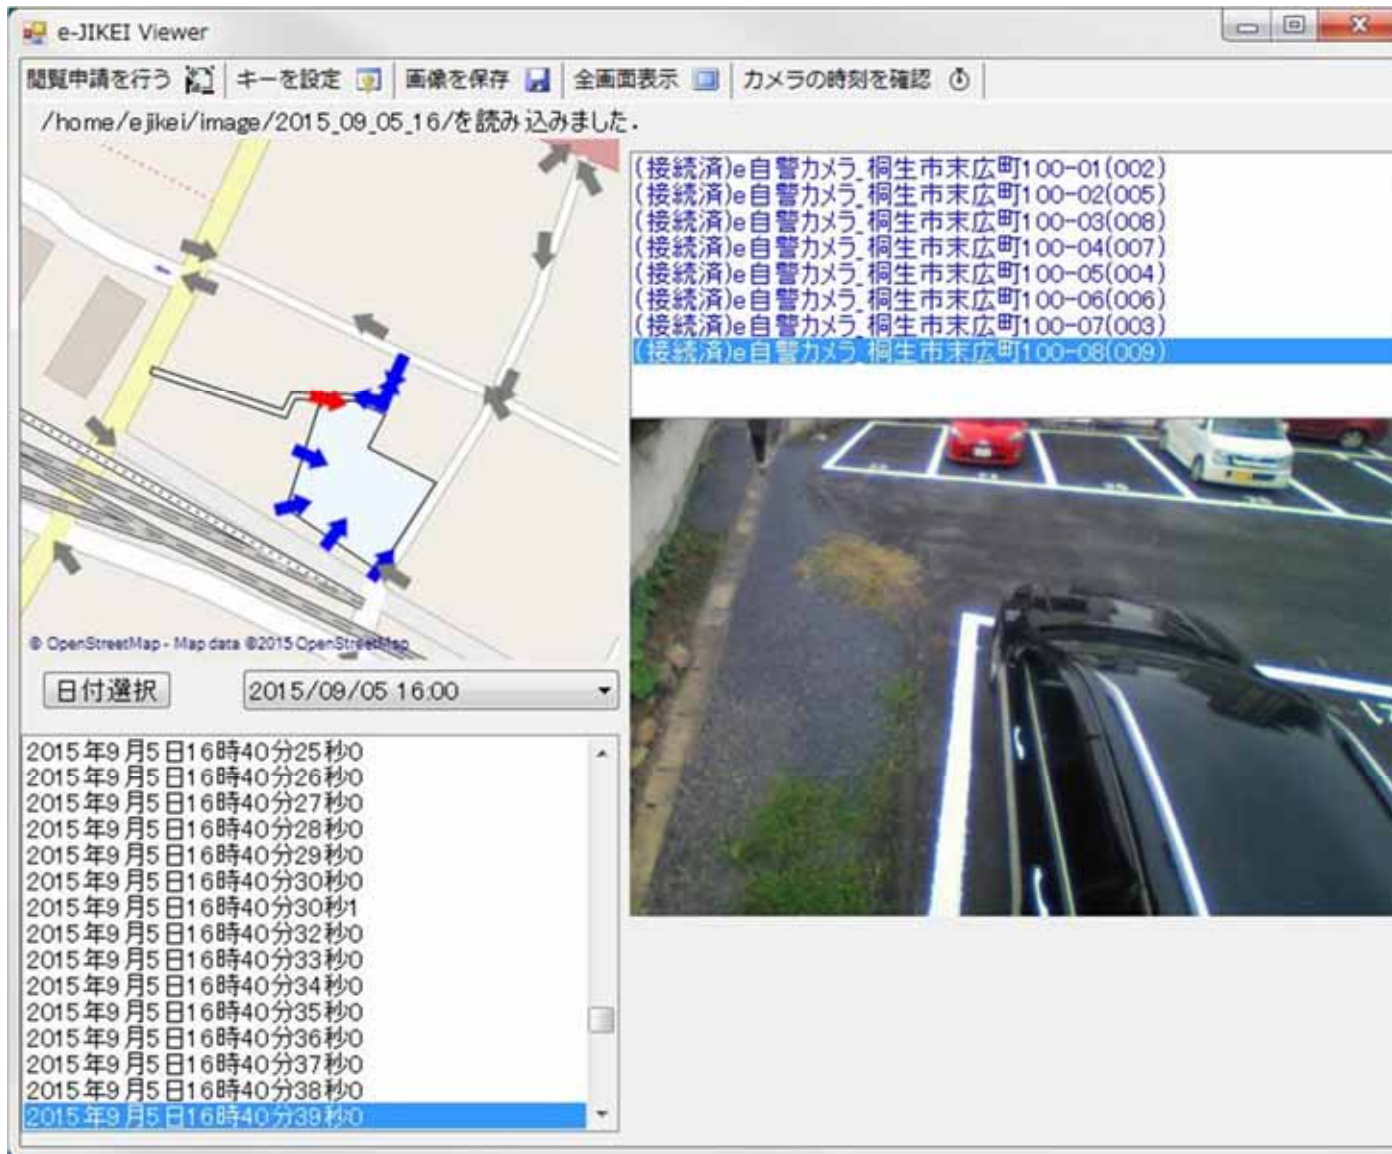 e-JIKEI Viewer
閲覧申請を行う キーを設定 画像を保存 全画面表示 カメラの時刻を確認
/home/ejikei/image/2015_09_05_16/を読み込みました.
(接続済)e自警カメラ_桐生市末広町100-01(002)
(接続済)e自警カメラ_桐生市末広町100-02(005)
(接続済)e自警カメラ_桐生市末広町100-03(008)
(接続済)e自警カメラ_桐生市末広町100-04(007)
(接続済)e自警カメラ_桐生市末広町100-05(004)
(接続済)e自警カメラ_桐生市末広町100-06(006)
(接続済)e自警カメラ_桐生市末広町100-07(003)
(接続済)e自警カメラ_桐生市末広町100-08(009)
© OpenStreetMap - Map data ©2015 OpenStreetMap
日付選択 2015/09/05 16:00
2015年9月5日16時40分25秒0
2015年9月5日16時40分26秒0
2015年9月5日16時40分27秒0
2015年9月5日16時40分28秒0
2015年9月5日16時40分29秒0
2015年9月5日16時40分30秒0
2015年9月5日16時40分30秒1
2015年9月5日16時40分32秒0
2015年9月5日16時40分33秒0
2015年9月5日16時40分34秒0
2015年9月5日16時40分35秒0
2015年9月5日16時40分36秒0
2015年9月5日16時40分37秒0
2015年9月5日16時40分38秒0
2015年9月5日16時40分39秒0